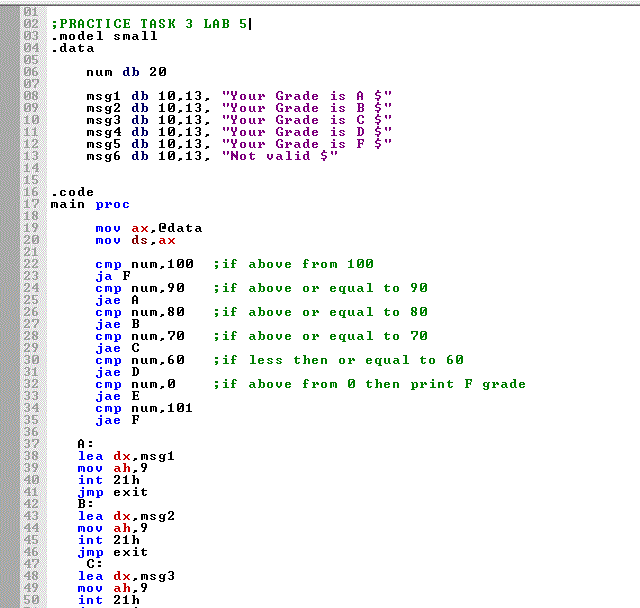 01
02 ;PRACTICE TASK 3 LAB 5
03 .model small
04 .data
05
06 num db 20
07
08 msg1 db 10,13, "Your Grade is A $"
09 msg2 db 10,13, "Your Grade is B $"
10 msg3 db 10,13, "Your Grade is C $"
11 msg4 db 10,13, "Your Grade is D $"
12 msg5 db 10,13, "Your Grade is F $"
13 msg6 db 10,13, "Not valid $"
14
15
16 .code
17 main proc
18
19 mov ax,@data
20 mov ds,ax
21
22 cmp num,100 ;if above from 100
23 ja F
24 cmp num,90 ;if above or equal to 90
25 jae A
26 cmp num,80 ;if above or equal to 80
27 jae B
28 cmp num,70 ;if above or equal to 70
29 jae C
30 cmp num,60 ;if less then or equal to 60
31 jae D
32 cmp num,0 ;if above from 0 then print F grade
33 jae E
34 cmp num,101
35 jae F
36
37 A:
38 lea dx,msg1
39 mov ah,9
40 int 21h
41 jmp exit
42 B:
43 lea dx,msg2
44 mov ah,9
45 int 21h
46 jmp exit
47 C:
48 lea dx,msg3
49 mov ah,9
50 int 21h